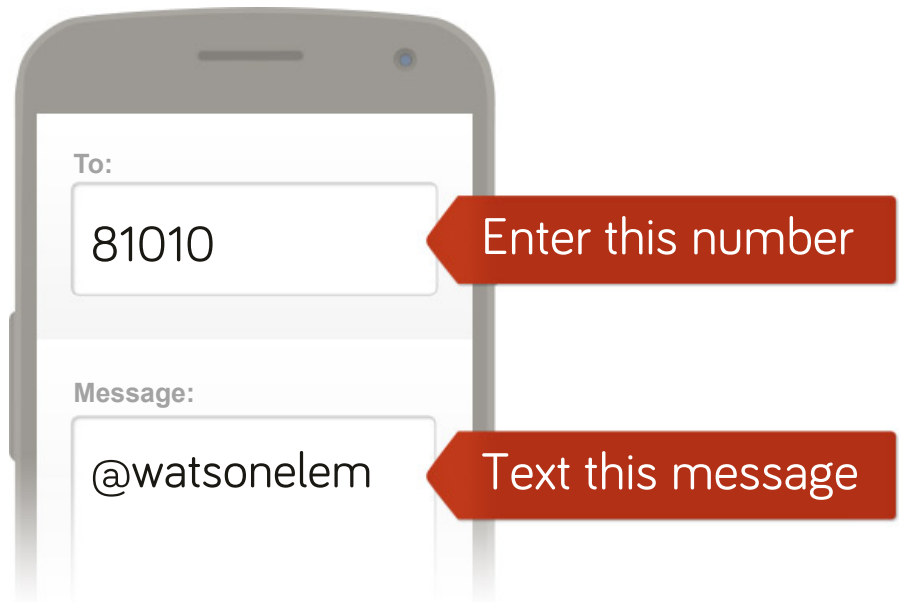 To:
81010
Enter this number
Message:
@watsonelem
Text this message